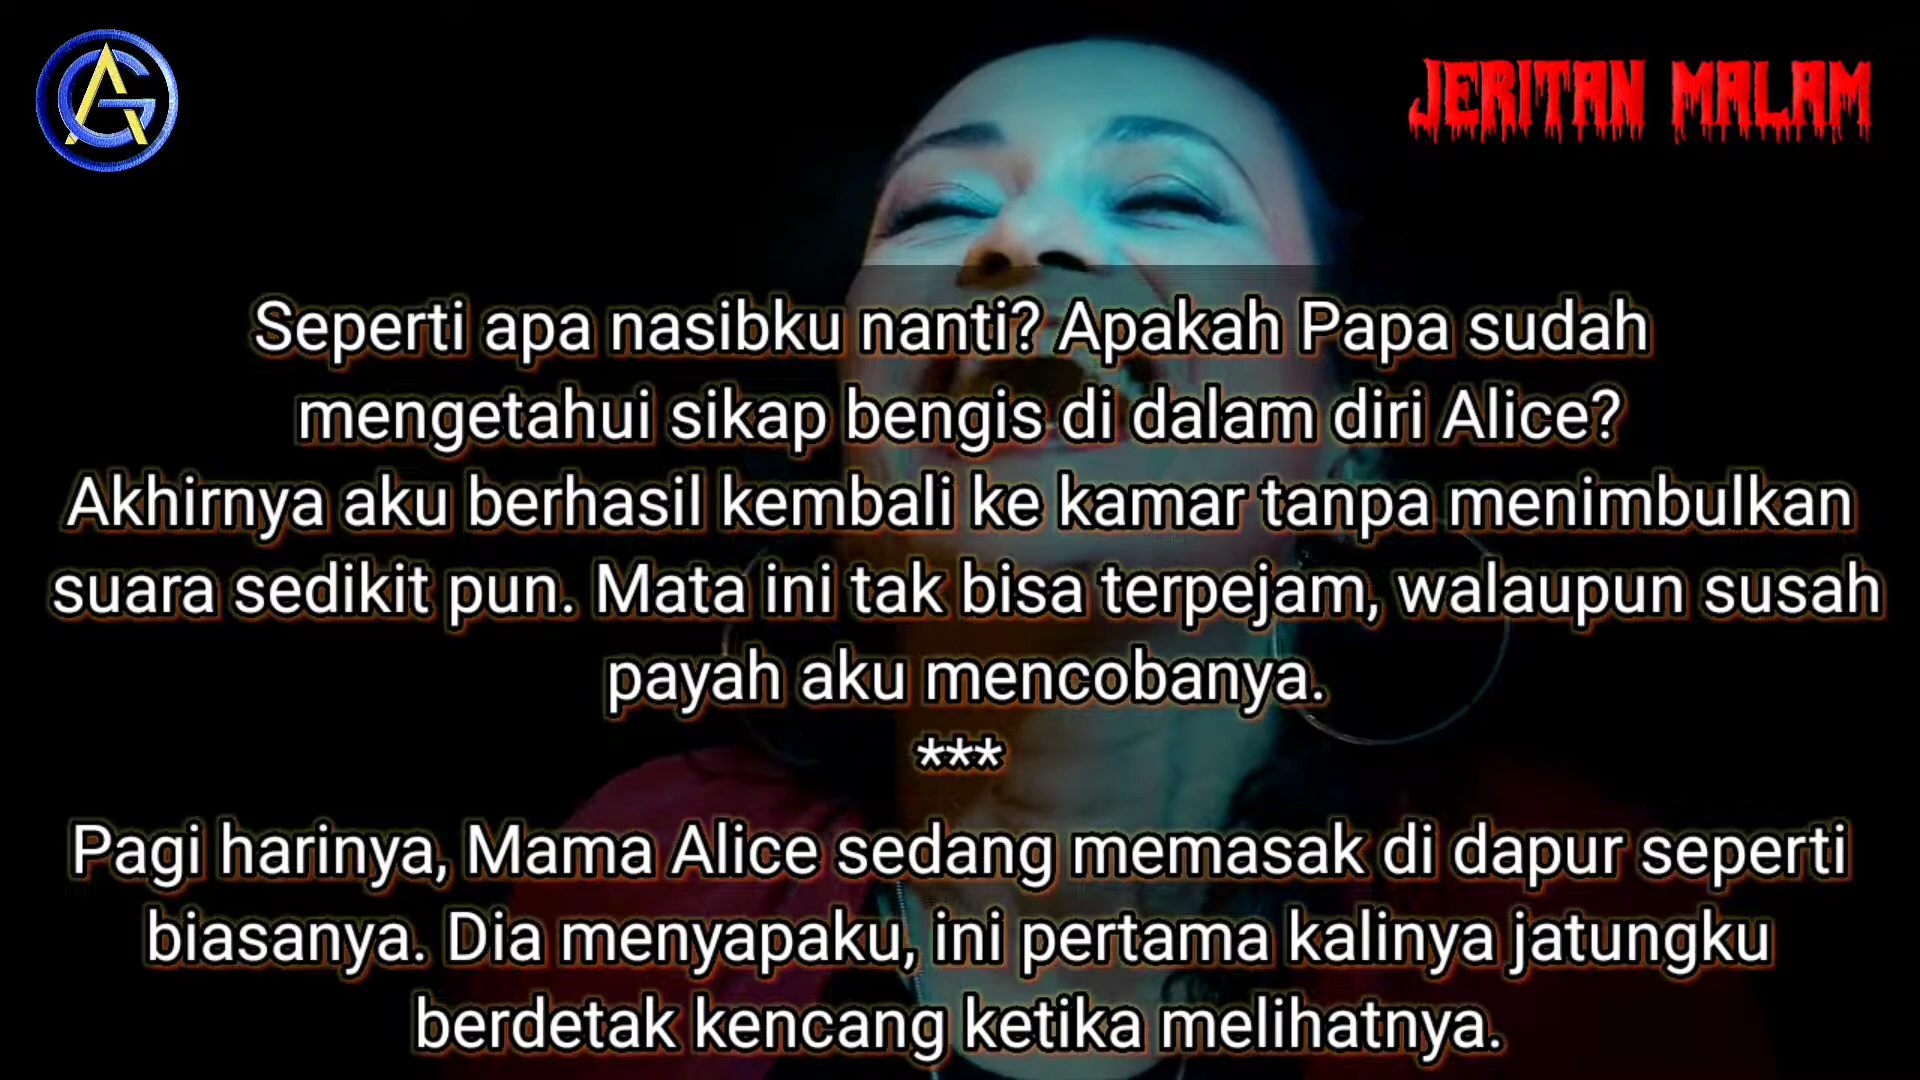 JERITAN MALAM
Seperti apa nasibku nanti? Apakah Papa sudah
mengetahui sikap bengis di dalam diri Alice?
Akhirnya aku berhasil kembali ke kamar tanpa menimbulkan
suara sedikit pun. Mata ini tak bisa terpejam, walaupun susah
payah aku mencobanya.
***
Pagi harinya, Mama Alice sedang memasak di dapur seperti
biasanya. Dia menyapaku, ini pertama kalinya jatungku
berdetak kencang ketika melihatnya.